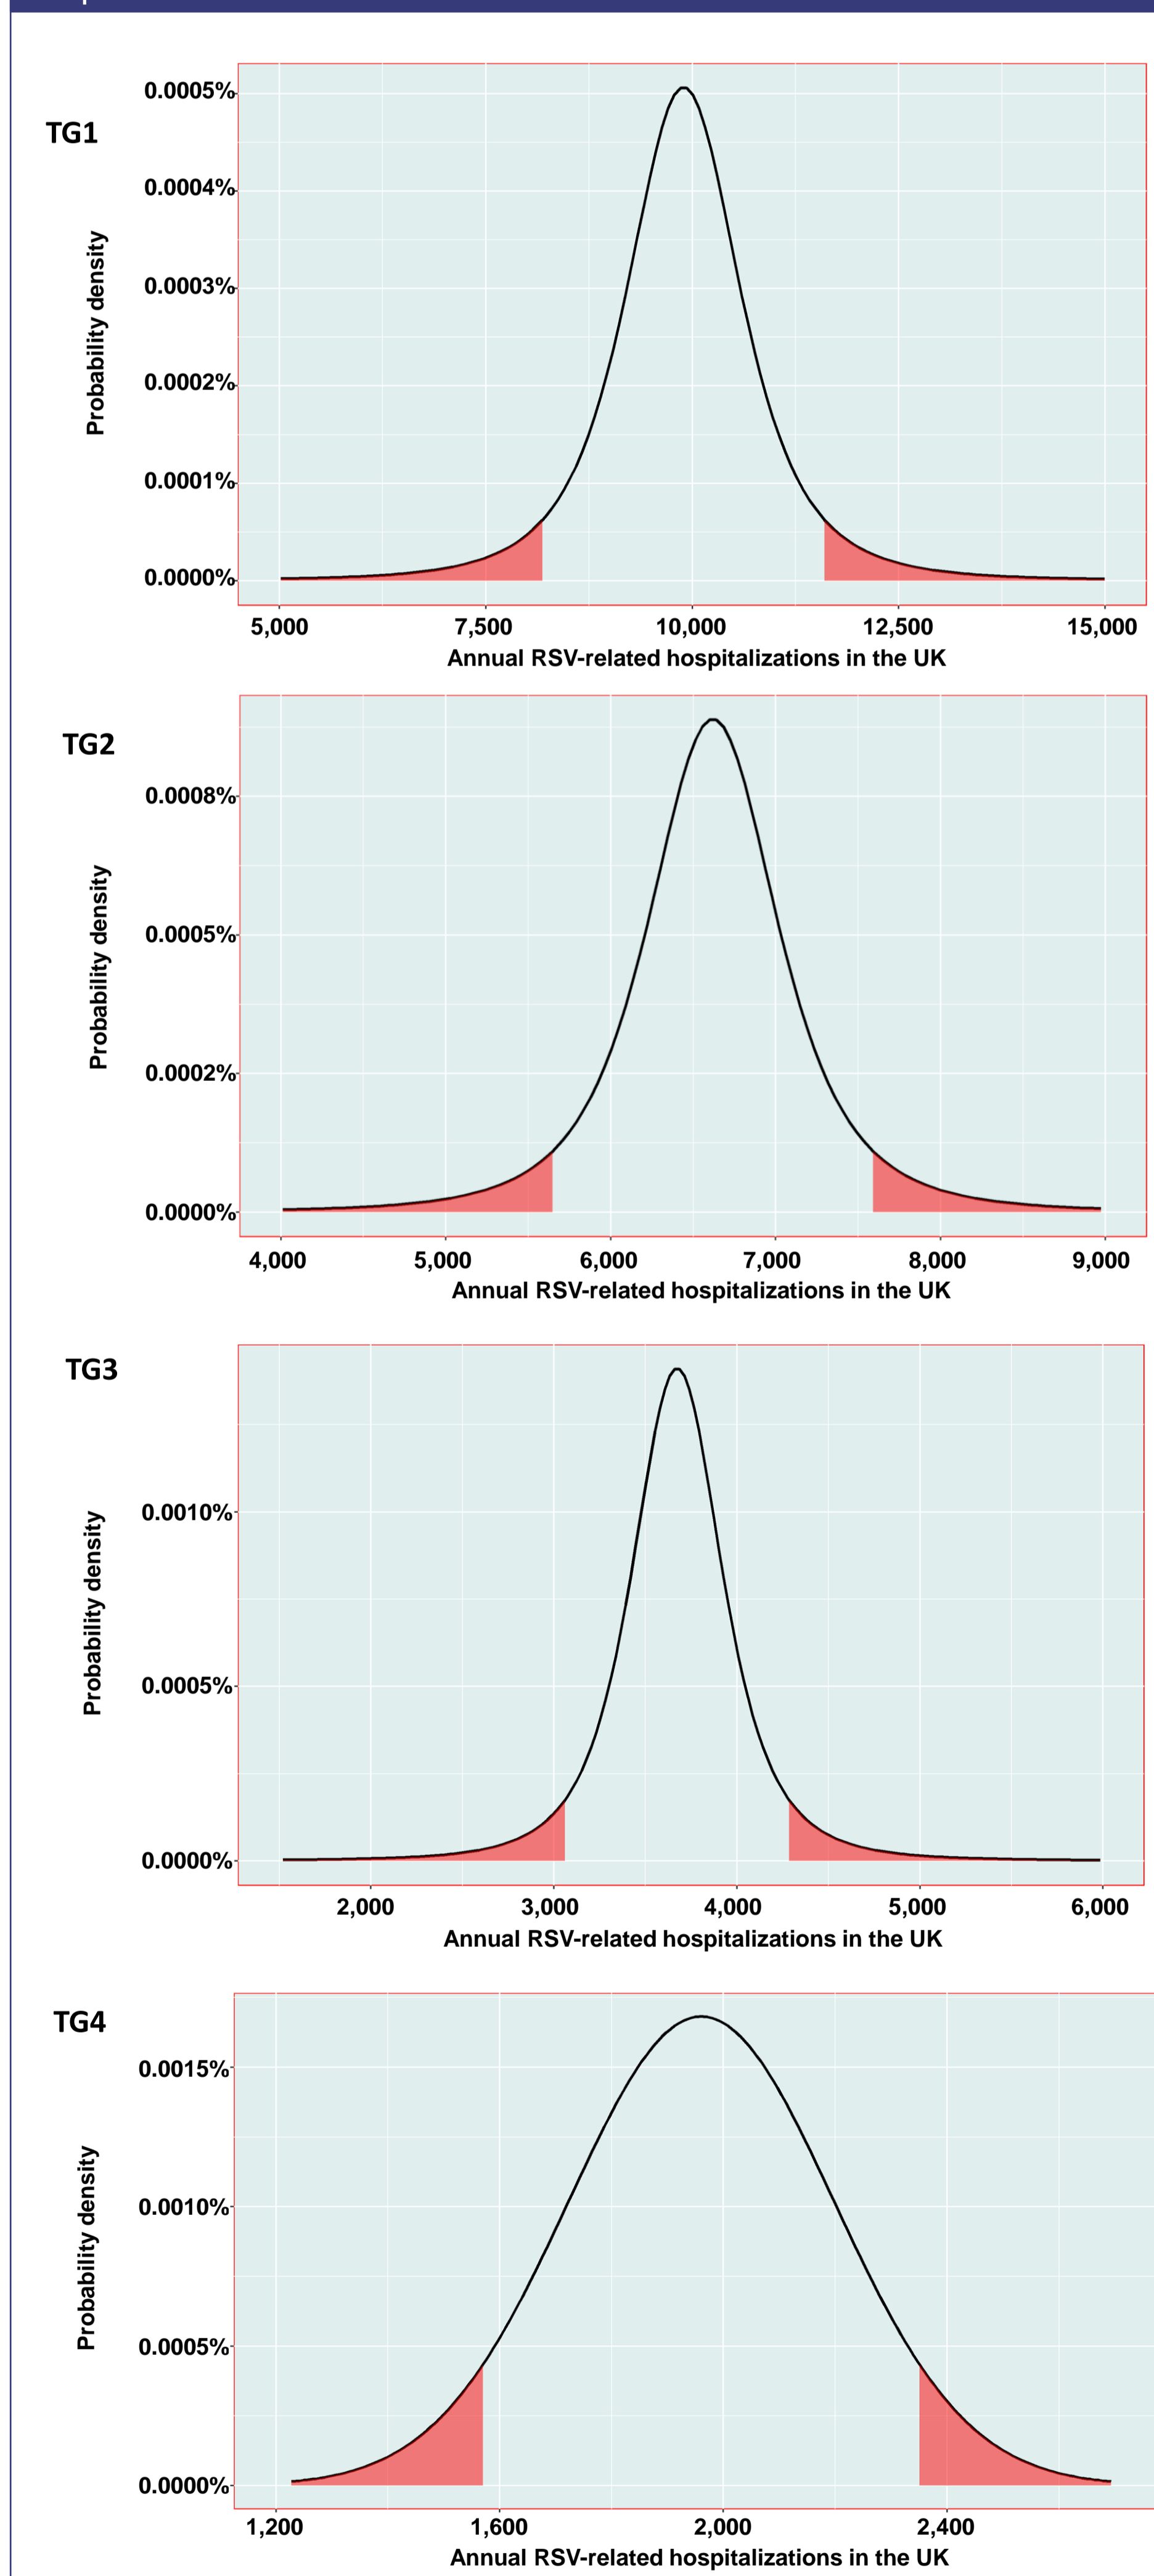 0.0005%
TG1
0.0004%
0.0003%
Probability density
0.0002%
0.0001%
0.0000%
5,000 7,500 10,000 12,500 15,000
Annual RSV-related hospitalizations in the UK
TG2
0.0008%
Probability density
0.0005%
0.0002%
0.0000%
4,000 5,000 6,000 7,000 8,000 9,000
Annual RSV-related hospitalizations in the UK
TG3
0.0010%
Probability density
0.0005%
0.0000%
2,000 3,000 4,000 5,000 6,000
Annual RSV-related hospitalizations in the UK
TG4
0.0015%
0.0010%
Probability density
0.0005%
0.0000%
1,200 1,600 2,000 2,400
Annual RSV-related hospitalizations in the UK